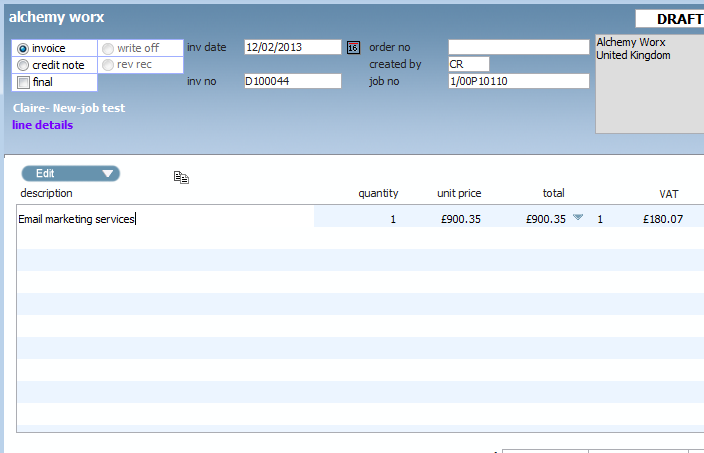 alchemy worx
DRAFT
invoice write off inv date 12/02/2013 16 order no
Alchemy Worx
United Kingdom
credit note rev rec created by CR
final inv no D100044 job no 1/00P10110
Claire- New-job test
line details
Edit
description quantity unit price total VAT
Email marketing services 1 £900.35 £900.35 1 £180.07